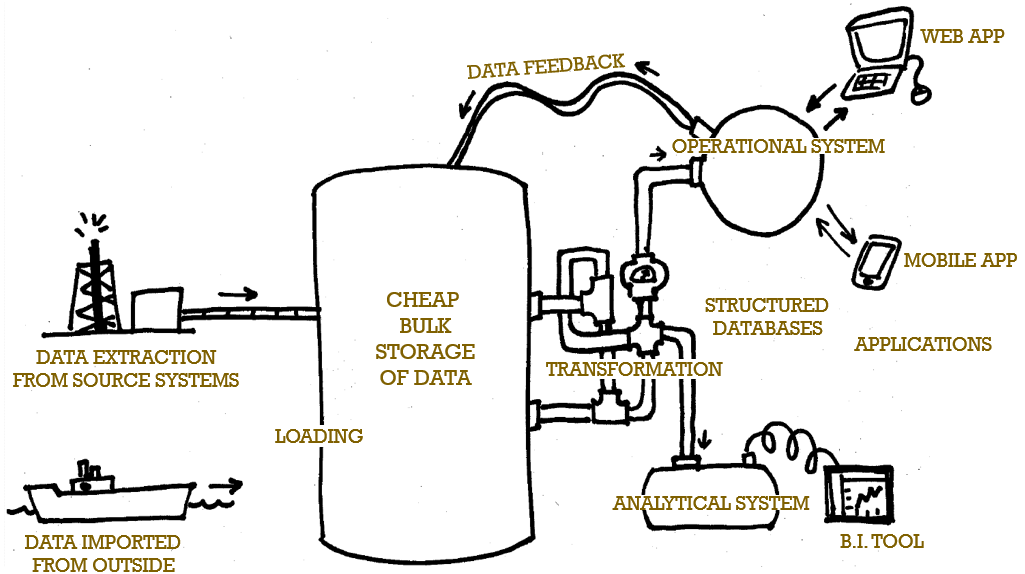 WEB APP
DATA FEEDBACK
OPERATIONAL SYSTEM
MOBILE APP
CHEAP
BULK
STORAGE
OF DATA
STRUCTURED
DATABASES
APPLICATIONS
DATA EXTRACTION
FROM SOURCE SYSTEMS
TRANSFORMATION
LOADING
ANALYTICAL SYSTEM
DATA IMPORTED
FROM OUTSIDE
B.I. TOOL